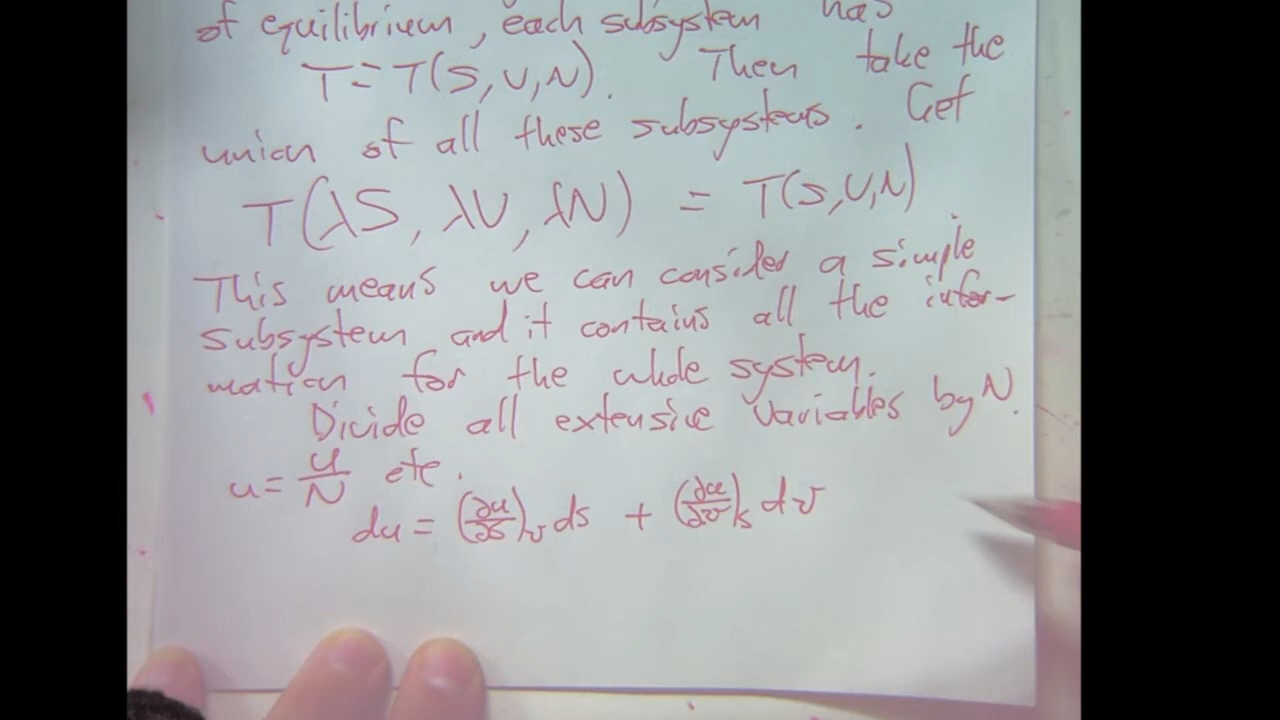 of equilibrium, each subsystem has
T = T(S, V, N). Then take the
union of all these subsystems. Get
T(λS, λV, λN) = T(S, V, N).
This means we can consider a simple
subsystem and it contains all the infor-
mation for the whole system.
Divide all extensive variables by N.
u = U/N etc.
du = (∂u/∂s)_v ds + (∂u/∂v)_s dv